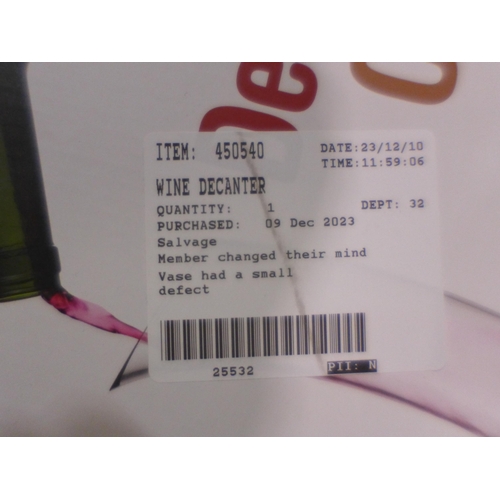 De
ITEM: 450540 DATE:23/12/10
TIME:11:59:06
WINE DECANTER
QUANTITY: 1 DEPT: 32
PURCHASED: 09 Dec 2023
Salvage
Member changed their mind
Vase had a small
defect
25532 PII: N